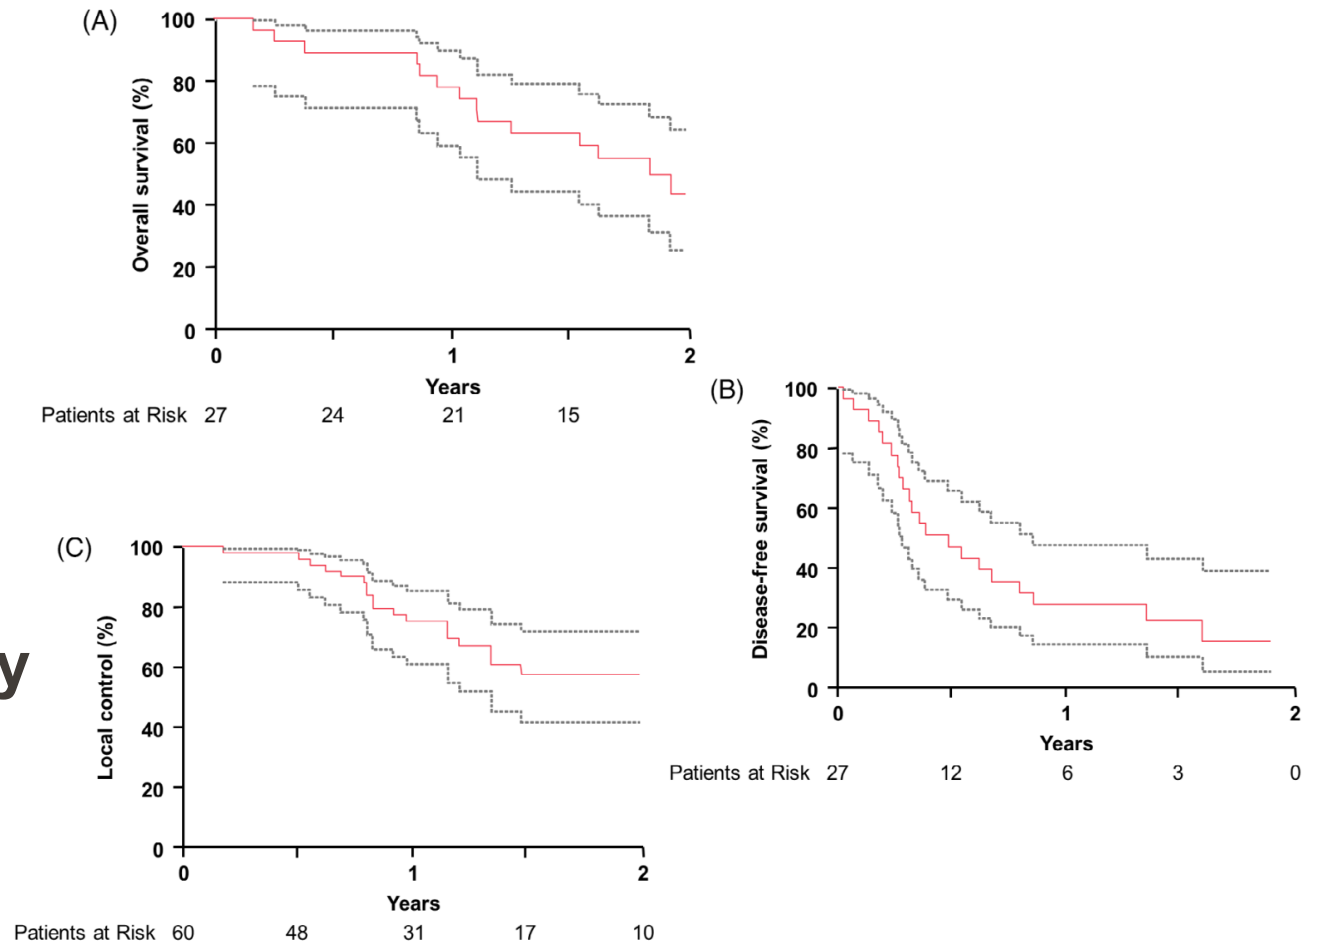 (A)
Overall survival (%)
100
80
60
40
20
0
0 1 2
Years
Patients at Risk 27 24 21 15
(B)
Disease-free survival (%)
100
80
60
40
20
0
0 1 2
Years
Patients at Risk 27 12 6 3 0
(C)
Local control (%)
100
80
60
40
20
0
0 1 2
Years
Patients at Risk 60 48 31 17 10
y